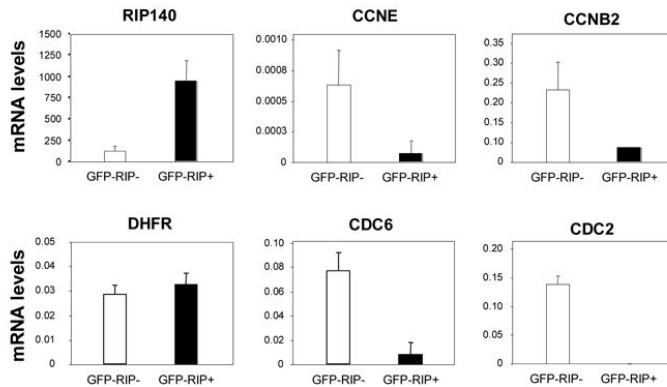 RIP140
CCNE
CCNB2
mRNA levels
1500
1250
1000
750
500
250
0
GFP-RIP- GFP-RIP+
0.0010
0.0008
0.0005
0.0003
0
GFP-RIP- GFP-RIP+
0.35
0.30
0.25
0.20
0.15
0.10
0
GFP-RIP- GFP-RIP+
DHFR
CDC6
CDC2
mRNA levels
0.05
0.04
0.03
0.02
0.01
0
GFP-RIP- GFP-RIP+
0.10
0.08
0.06
0.04
0.02
0
GFP-RIP- GFP-RIP+
0.20
0.15
0.10
0.05
0.00
GFP-RIP- GFP-RIP+